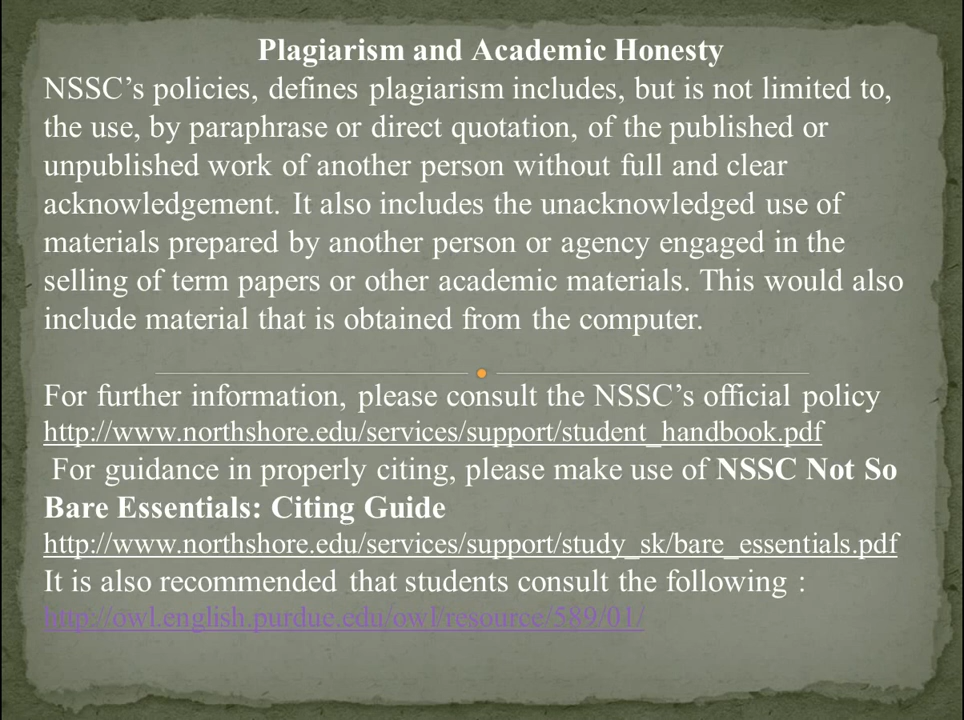 Plagiarism and Academic Honesty
NSSC’s policies, defines plagiarism includes, but is not limited to,
the use, by paraphrase or direct quotation, of the published or
unpublished work of another person without full and clear
acknowledgement. It also includes the unacknowledged use of
materials prepared by another person or agency engaged in the
selling of term papers or other academic materials. This would also
include material that is obtained from the computer.
For further information, please consult the NSSC’s official policy
http://www.northshore.edu/services/support/student_handbook.pdf
For guidance in properly citing, please make use of NSSC Not So
Bare Essentials: Citing Guide
http://www.northshore.edu/services/support/study_sk/bare_essentials.pdf
It is also recommended that students consult the following :
http://owl.english.purdue.edu/owl/resource/589/01/